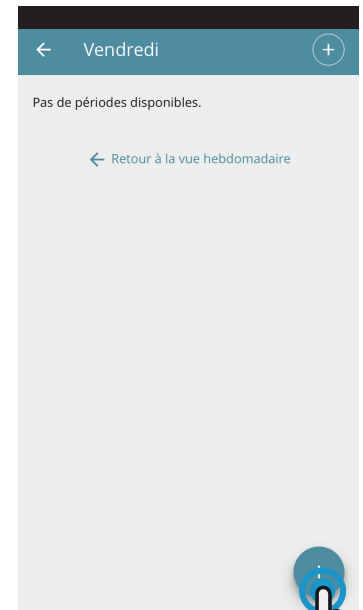 Vendredi
Pas de périodes disponibles.
Retour à la vue hebdomadaire